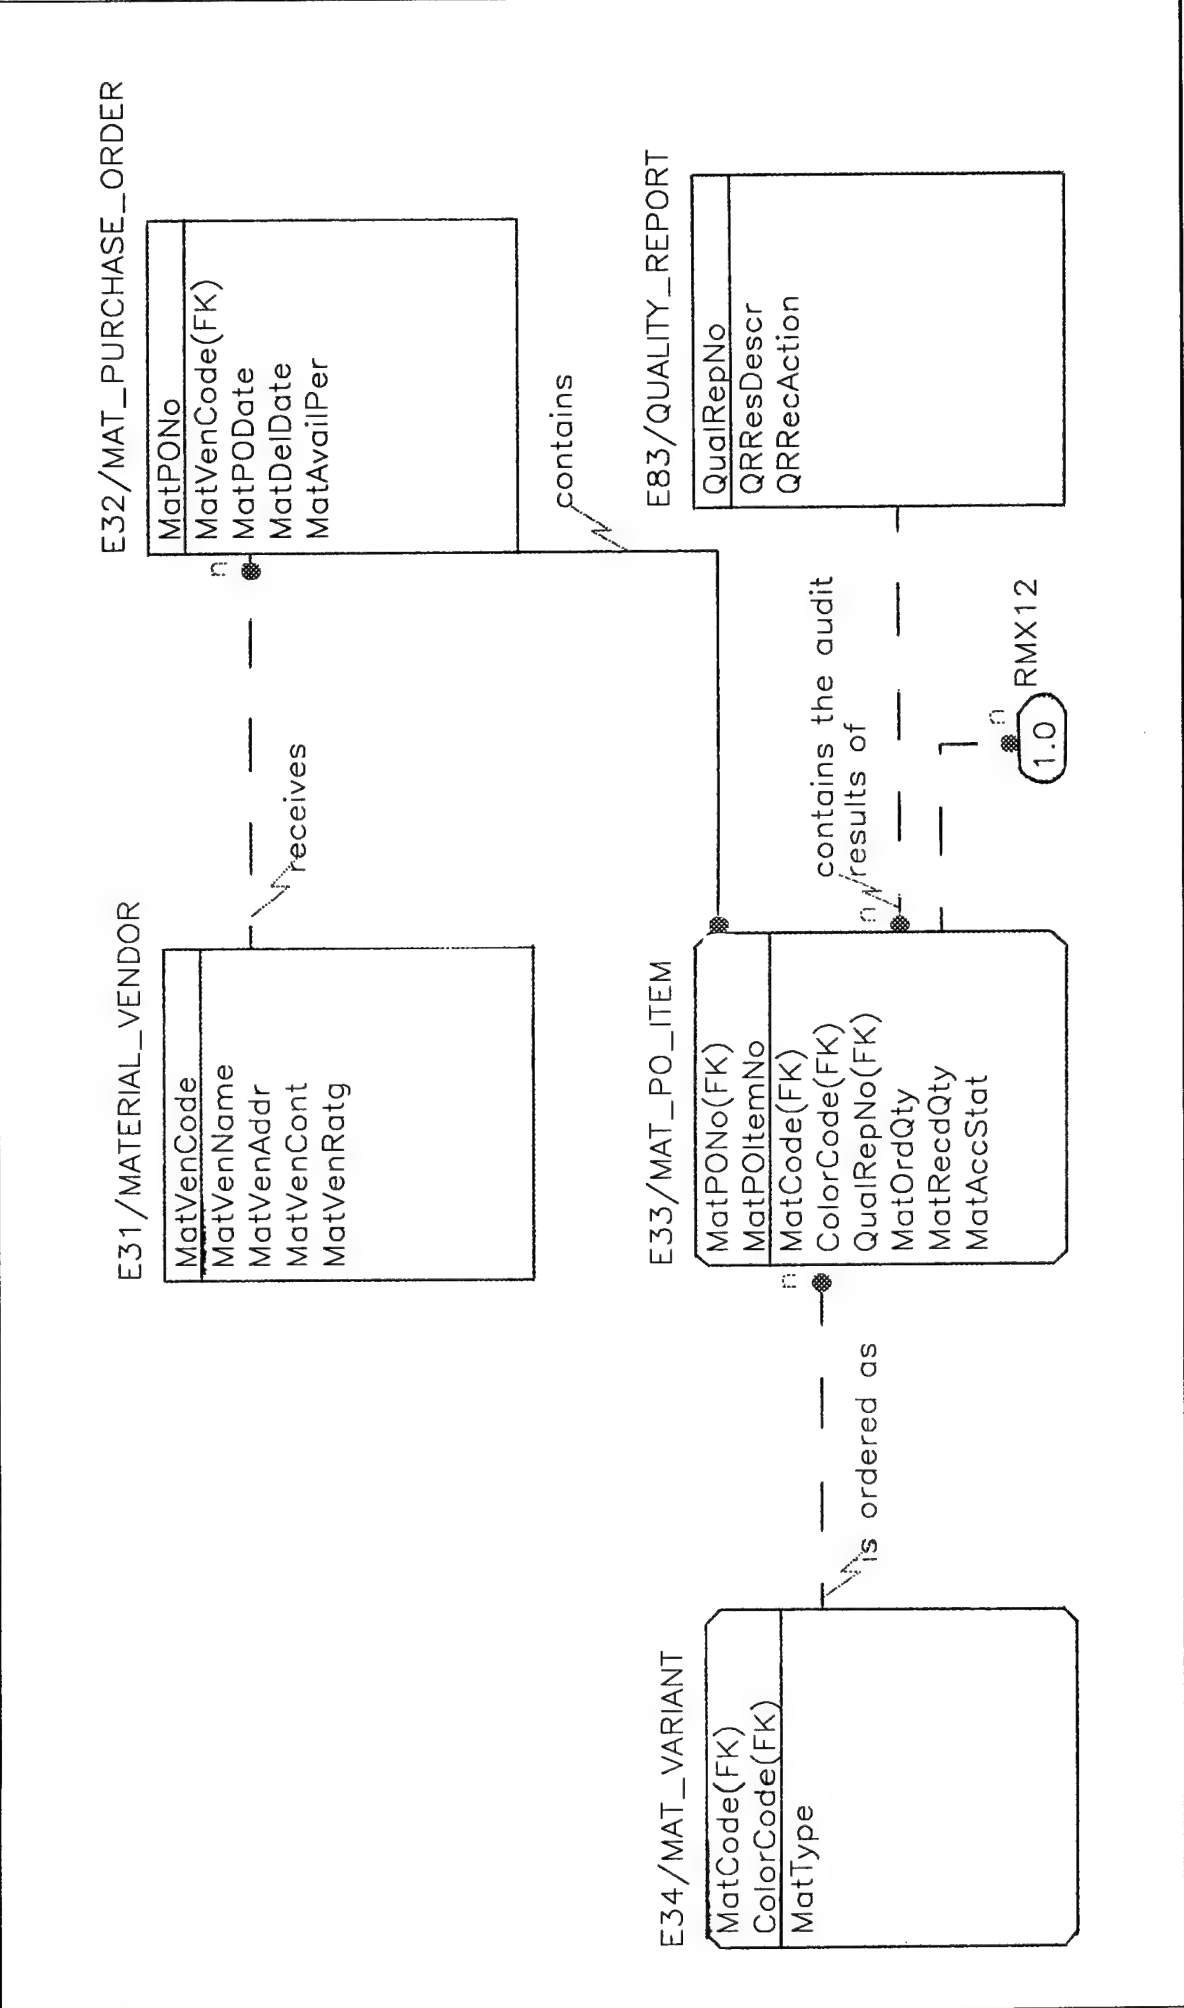 E31/MATERIAL_VENDOR
MatVenCode
MatVenName
MatVenAddr
MatVenCont
MatVenRatg
receives
n
E32/MAT_PURCHASE_ORDER
MatPONo
MatVenCode(FK)
MatPODate
MatDelDate
MatAvailPer
contains
E34/MAT_VARIANT
MatCode(FK)
ColorCode(FK)
MatType
is ordered as
n
E33/MAT_PO_ITEM
MatPONo(FK)
MatPOItemNo
MatCode(FK)
ColorCode(FK)
QualRepNo(FK)
MatOrdQty
MatRecdQty
MatAccStat
n
contains the audit
results of
n
1.0
RMX12
E83/QUALITY_REPORT
QualRepNo
QRResDescr
QRRecAction